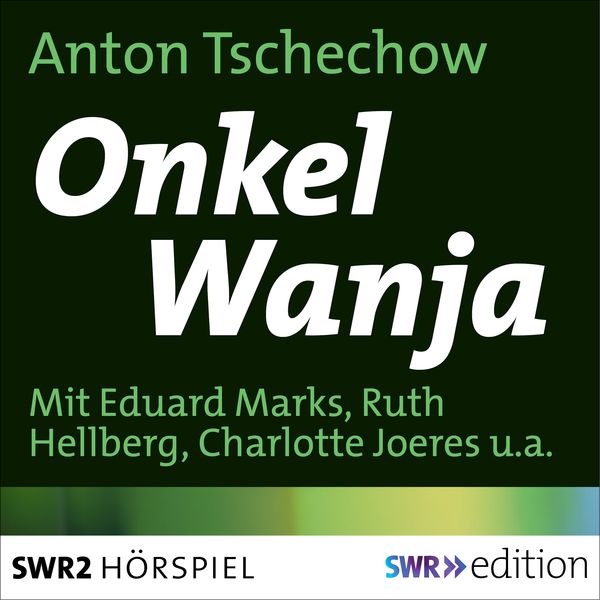 Anton Tschechow
Onkel
Wanja
Mit Eduard Marks, Ruth
Hellberg, Charlotte Joeres u.a.
SWR2 HÖRSPIEL
SWR>> edition